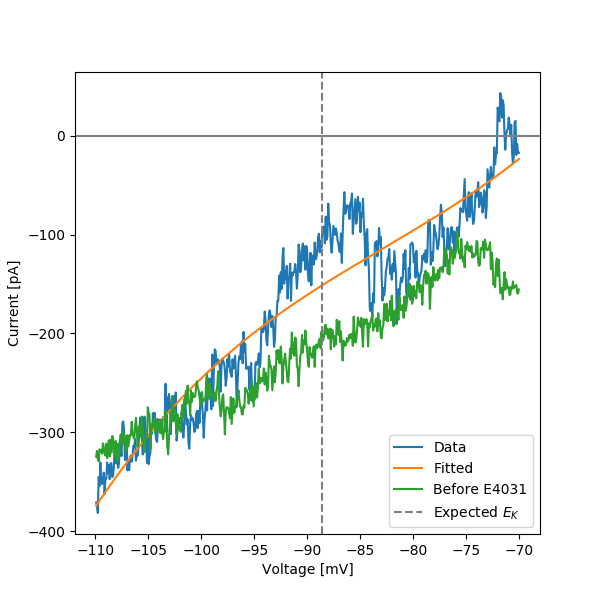 0
−100
−200
−300
−400
Current [pA]
−110
−105
−100
−95
−90
−85
−80
−75
−70
Voltage [mV]
Data
Fitted
Before E4031
Expected E_K